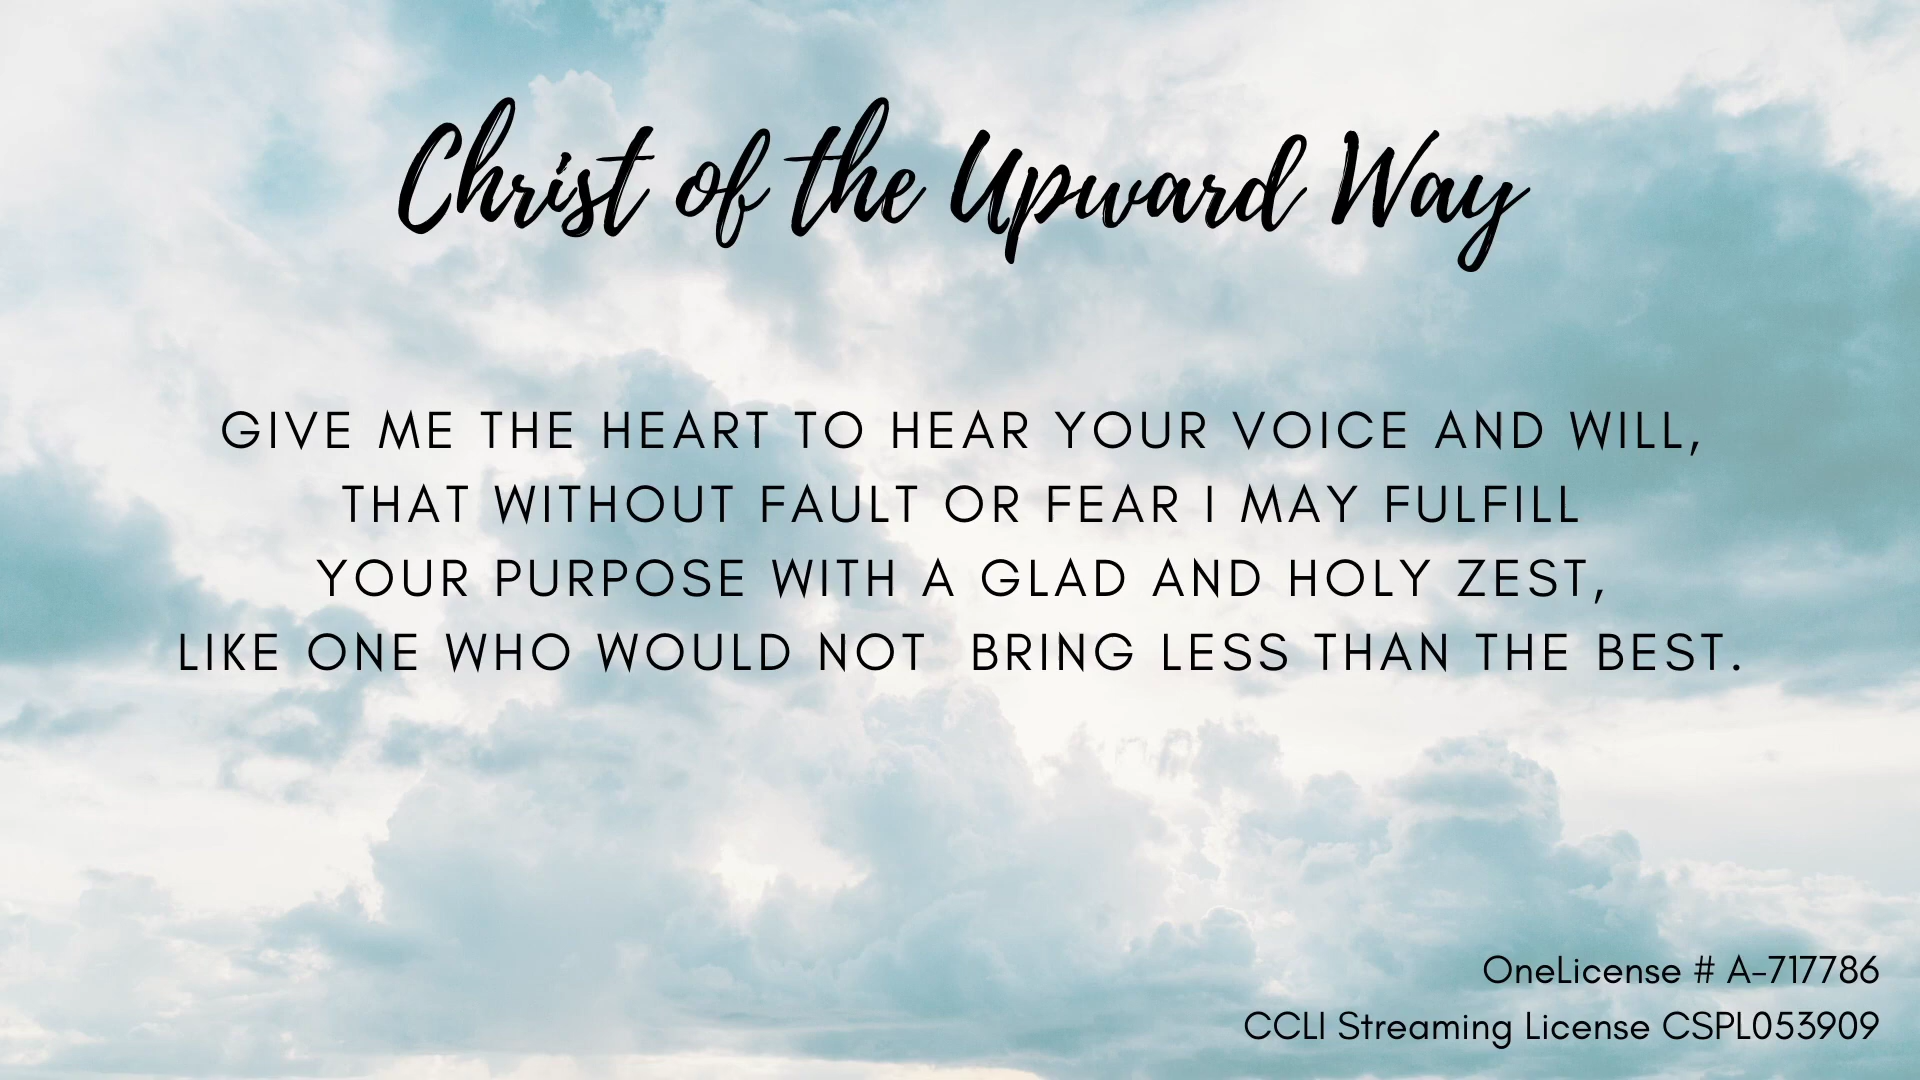 Christ of the Upward Way
GIVE ME THE HEART TO HEAR YOUR VOICE AND WILL,
THAT WITHOUT FAULT OR FEAR I MAY FULFILL
YOUR PURPOSE WITH A GLAD AND HOLY ZEST,
LIKE ONE WHO WOULD NOT  BRING LESS THAN THE BEST.
OneLicense # A-717786
CCLI Streaming License CSPL053909